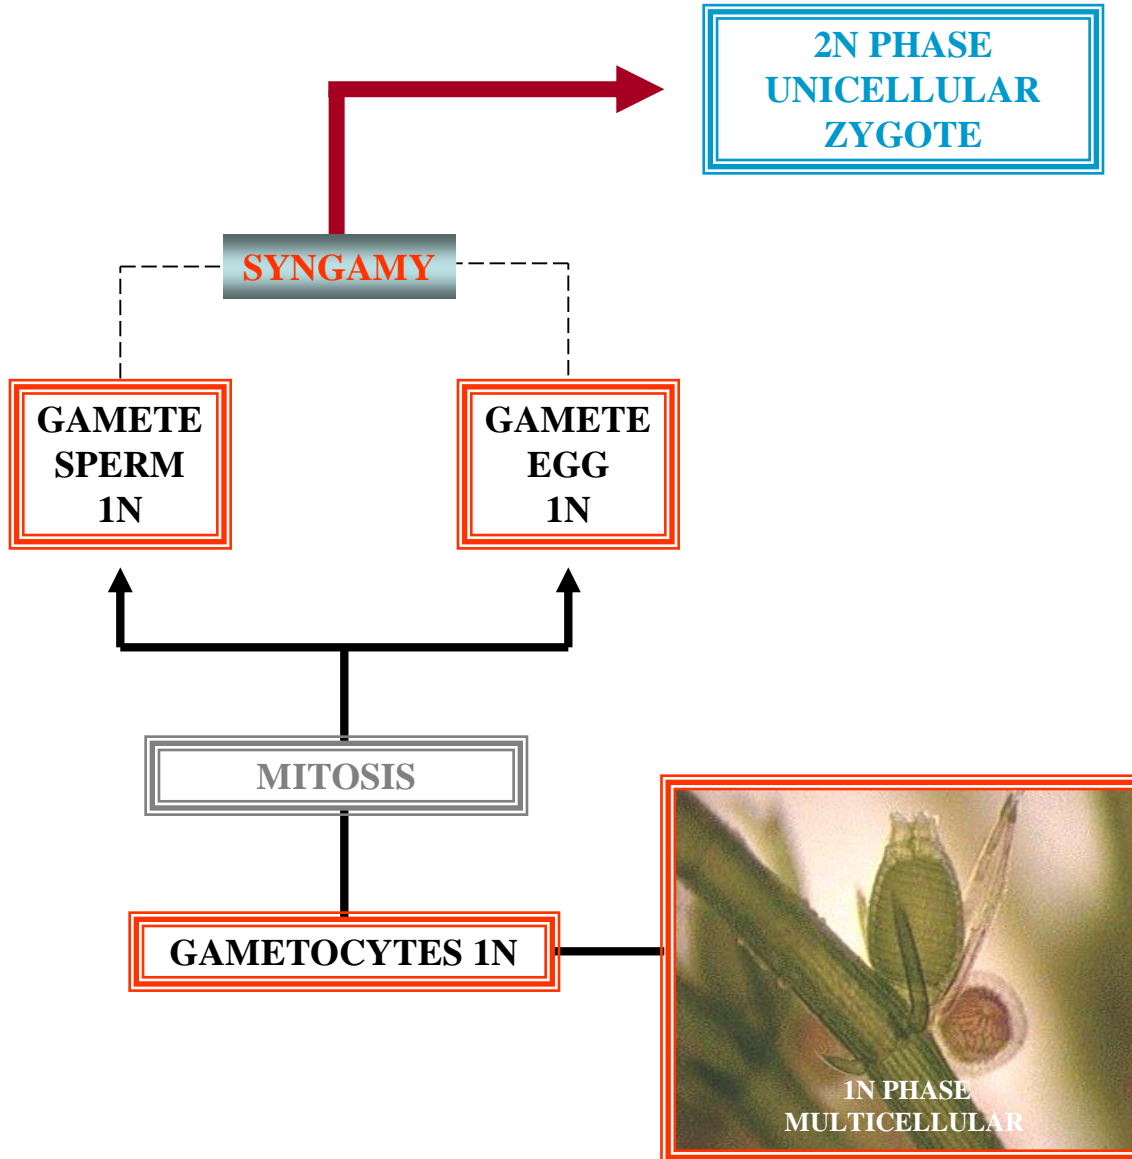 2N PHASE
UNICELLULAR
ZYGOTE
SYNGAMY
GAMETE
SPERM
1N
GAMETE
EGG
1N
MITOSIS
GAMETOCYTES 1N
1N PHASE
MULTICELLULAR